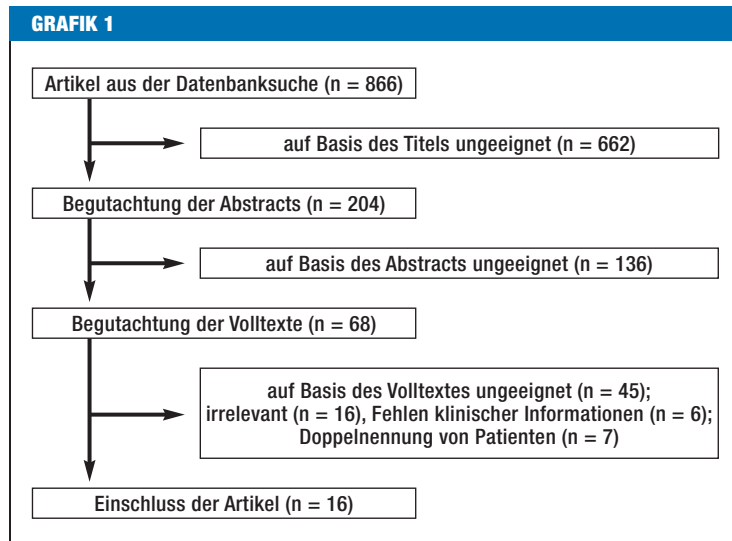 GRAFIK 1
Artikel aus der Datenbanksuche (n = 866)
auf Basis des Titels ungeeignet (n = 662)
Begutachtung der Abstracts (n = 204)
auf Basis des Abstracts ungeeignet (n = 136)
Begutachtung der Volltexte (n = 68)
auf Basis des Volltextes ungeeignet (n = 45);
irrelevant (n = 16), Fehlen klinischer Informationen (n = 6);
Doppelnennung von Patienten (n = 7)
Einschluss der Artikel (n = 16)